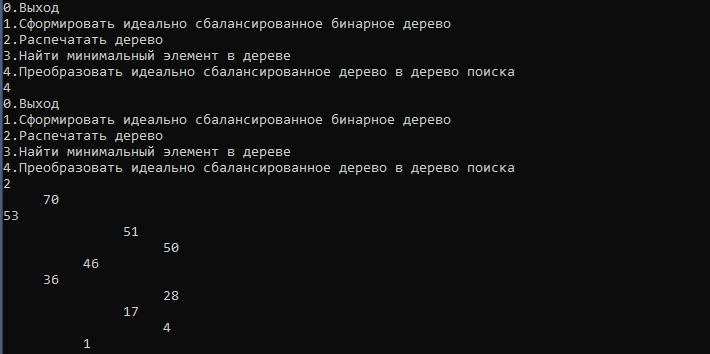 0.Выход
1.Сформировать идеально сбалансированное бинарное дерево
2.Распечатать дерево
3.Найти минимальный элемент в дереве
4.Преобразовать идеально сбалансированное дерево в дерево поиска
4
0.Выход
1.Сформировать идеально сбалансированное бинарное дерево
2.Распечатать дерево
3.Найти минимальный элемент в дереве
4.Преобразовать идеально сбалансированное дерево в дерево поиска
2
70
53
51
50
46
36
28
17
4
1